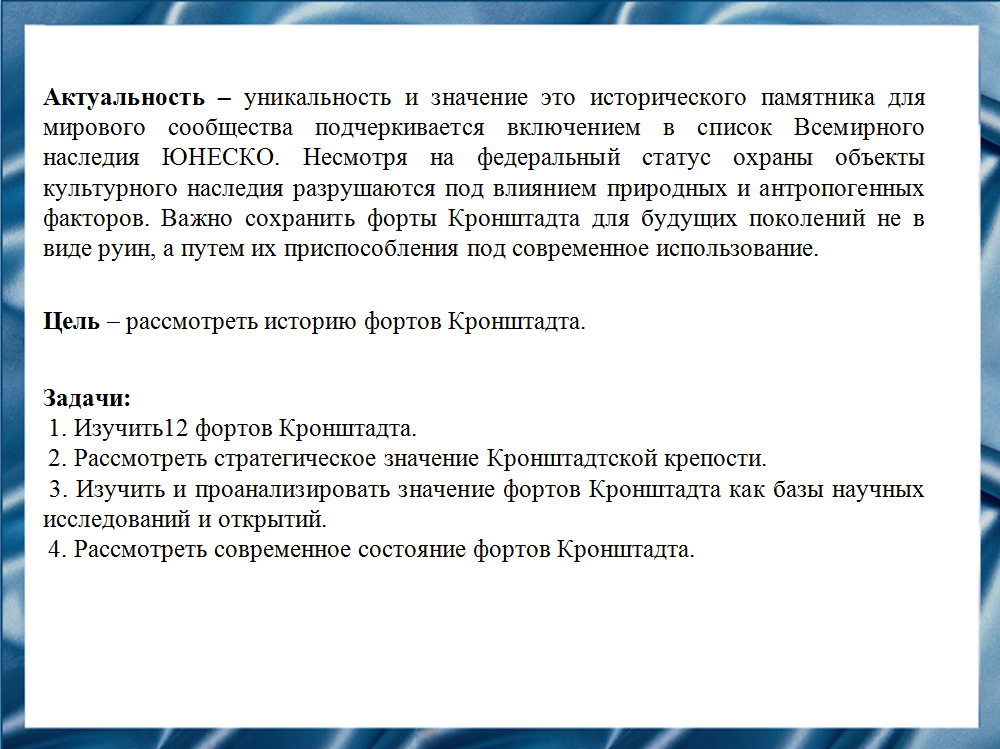 Актуальность – уникальность и значение это исторического памятника для
мирового сообщества подчеркивается включением в список Всемирного
наследия ЮНЕСКО. Несмотря на федеральный статус охраны объекты
культурного наследия разрушаются под влиянием природных и антропогенных
факторов. Важно сохранить форты Кронштадта для будущих поколений не в
виде руин, а путем их приспособления под современное использование.
Цель – рассмотреть историю фортов Кронштадта.
Задачи:
1. Изучить12 фортов Кронштадта.
2. Рассмотреть стратегическое значение Кронштадтской крепости.
3. Изучить и проанализировать значение фортов Кронштадта как базы научных
исследований и открытий.
4. Рассмотреть современное состояние фортов Кронштадта.